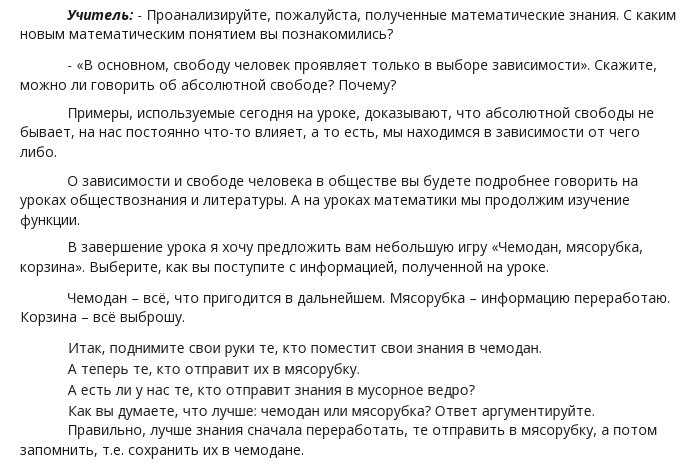 Учитель: - Проанализируйте, пожалуйста, полученные математические знания. С каким
новым математическим понятием вы познакомились?
- «В основном, свободу человек проявляет только в выборе зависимости». Скажите,
можно ли говорить об абсолютной свободе? Почему?
Примеры, используемые сегодня на уроке, доказывают, что абсолютной свободы не
бывает, на нас постоянно что-то влияет, а то есть, мы находимся в зависимости от чего
либо.
О зависимости и свободе человека в обществе вы будете подробнее говорить на
уроках обществознания и литературы. А на уроках математики мы продолжим изучение
функции.
В завершение урока я хочу предложить вам небольшую игру «Чемодан, мясорубка,
корзина». Выберите, как вы поступите с информацией, полученной на уроке.
Чемодан – всё, что пригодится в дальнейшем. Мясорубка – информацию переработаю.
Корзина – всё выброшу.
Итак, поднимите свои руки те, кто поместит свои знания в чемодан.
А теперь те, кто отправит их в мясорубку.
А есть ли у нас те, кто отправит знания в мусорное ведро?
Как вы думаете, что лучше: чемодан или мясорубка? Ответ аргументируйте.
Правильно, лучше знания сначала переработать, те отправить в мясорубку, а потом
запомнить, т.е. сохранить их в чемодане.